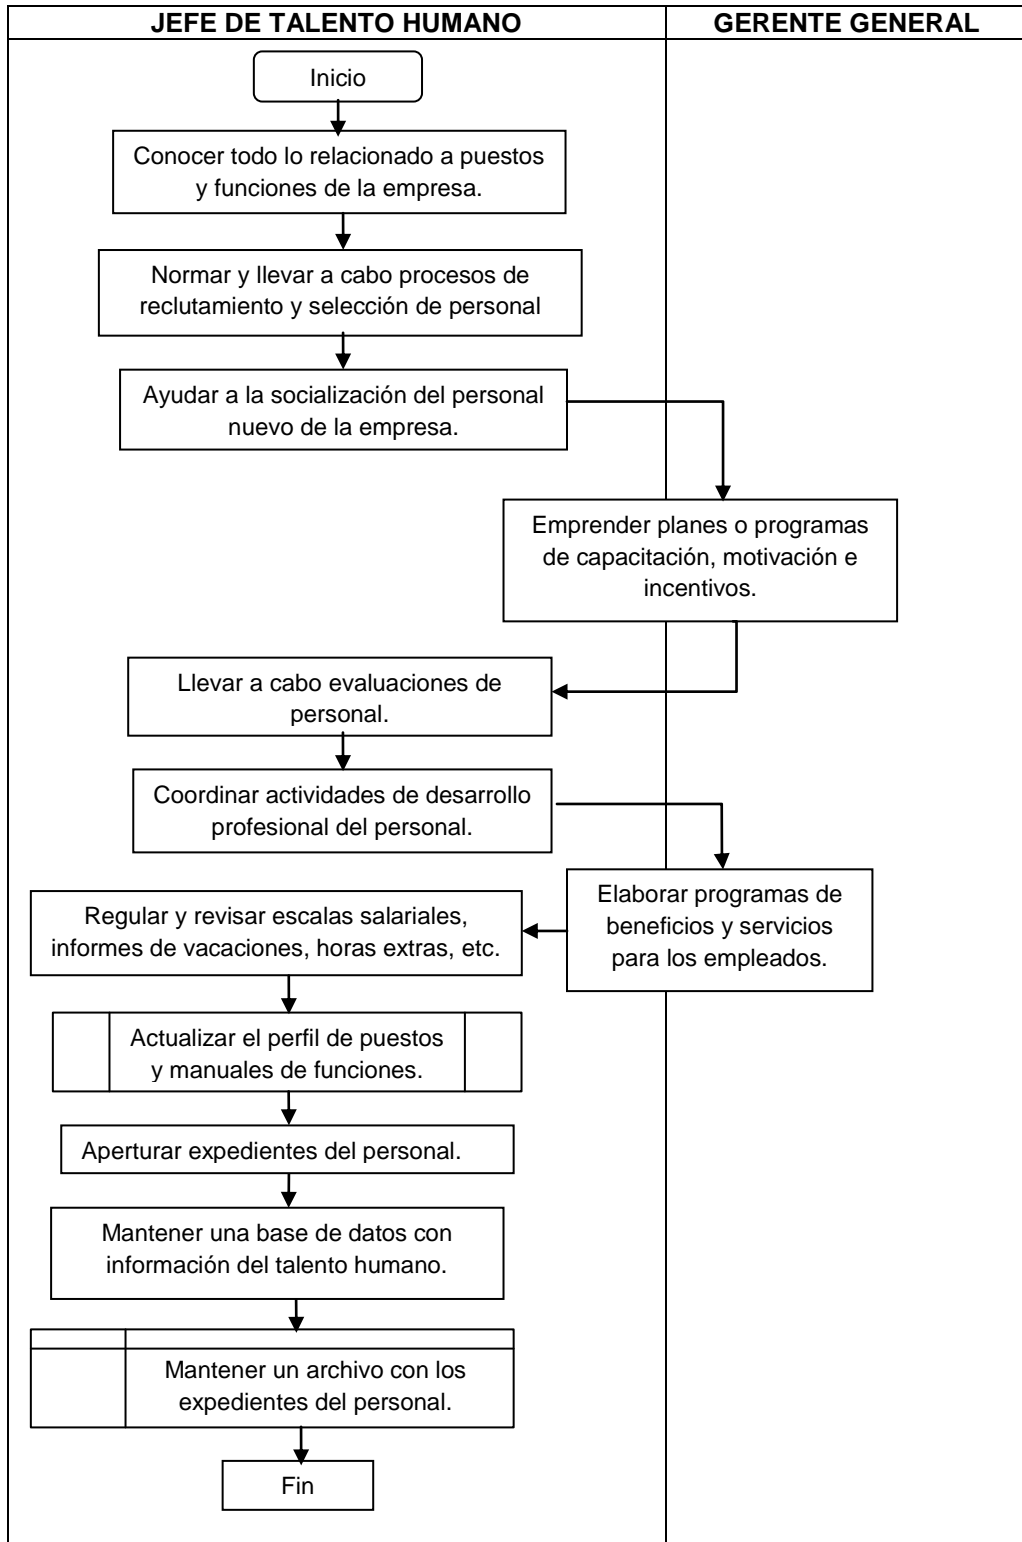 JEFE DE TALENTO HUMANO
GERENTE GENERAL
Inicio
Conocer todo lo relacionado a puestos
y funciones de la empresa.
Normar y llevar a cabo procesos de
reclutamiento y selección de personal
Ayudar a la socialización del personal
nuevo de la empresa.
Emprender planes o programas
de capacitación, motivación e
incentivos.
Llevar a cabo evaluaciones de
personal.
Coordinar actividades de desarrollo
profesional del personal.
Elaborar programas de
beneficios y servicios
para los empleados.
Regular y revisar escalas salariales,
informes de vacaciones, horas extras, etc.
Actualizar el perfil de puestos
y manuales de funciones.
Aperturar expedientes del personal.
Mantener una base de datos con
información del talento humano.
Mantener un archivo con los
expedientes del personal.
Fin